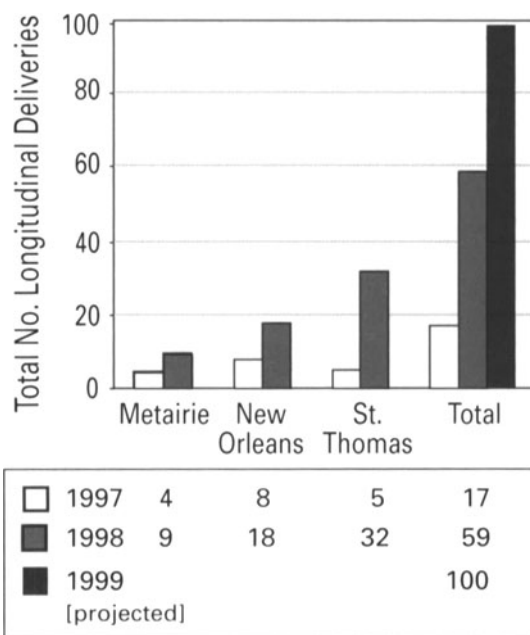 Total No. Longitudinal Deliveries
100
80
60
40
20
0
Metairie New Orleans St. Thomas Total
1997 4 8 5 17
1998 9 18 32 59
1999 100
[projected]